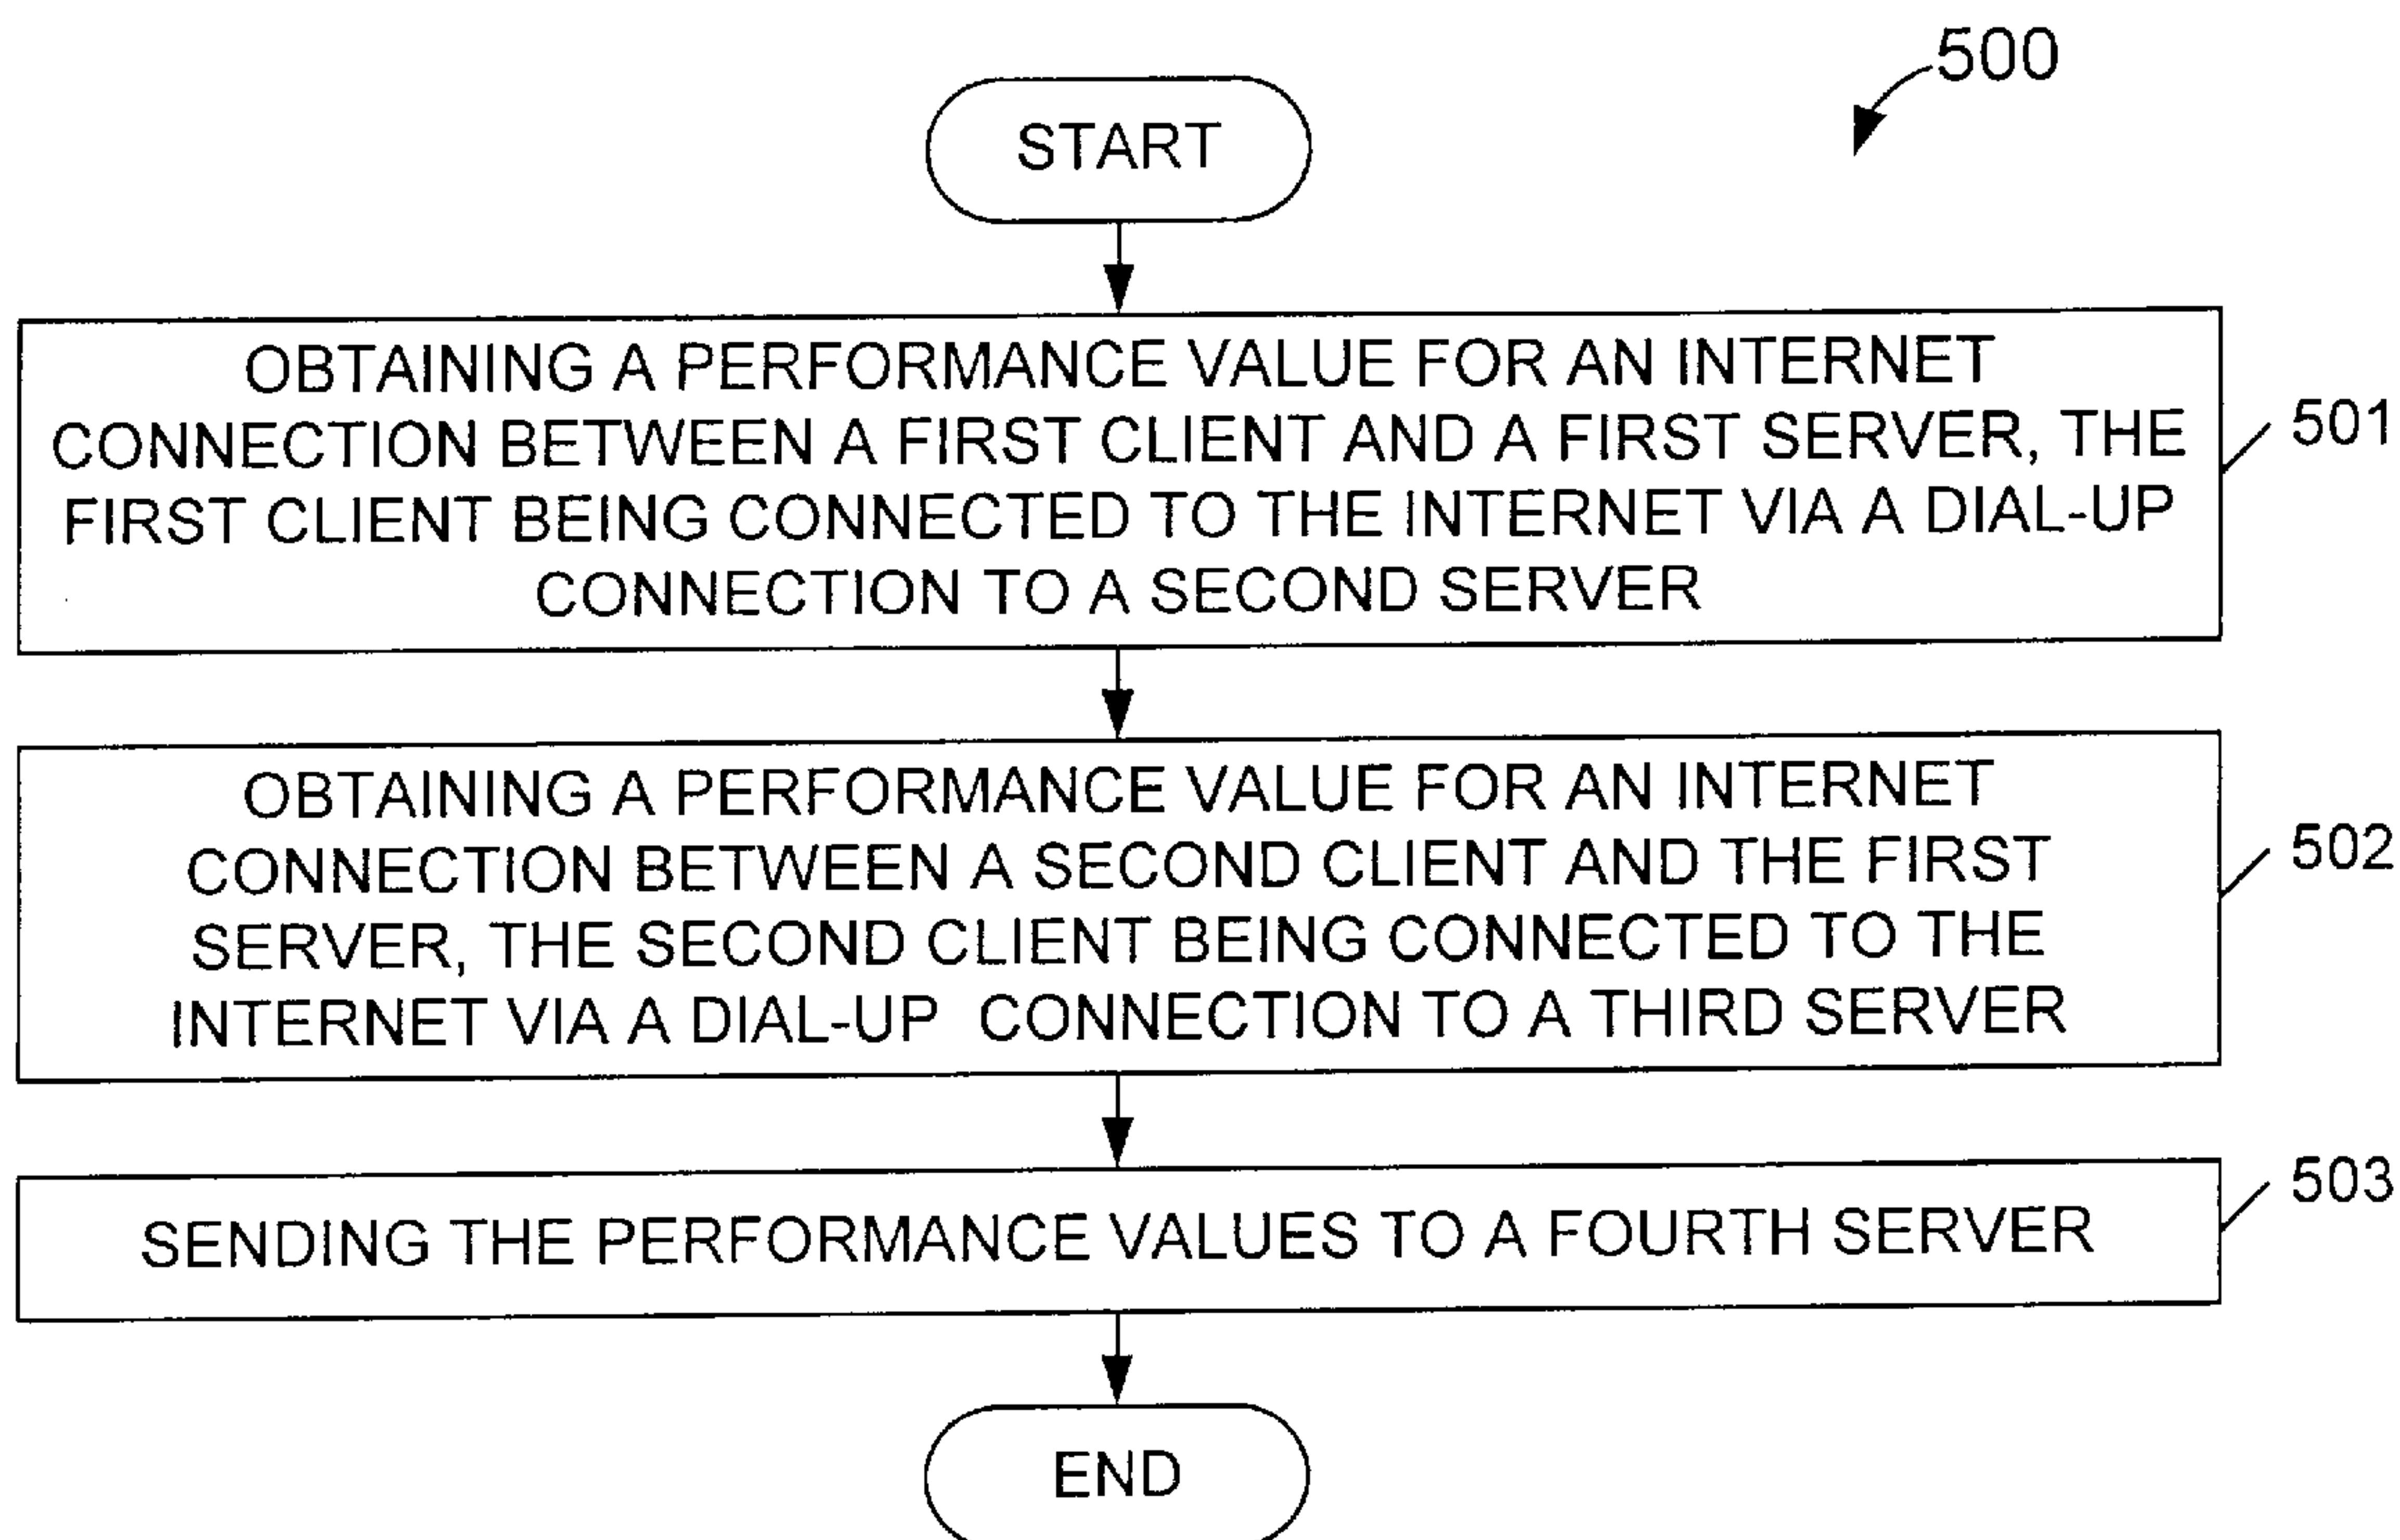 500
START
OBTAINING A PERFORMANCE VALUE FOR AN INTERNET
CONNECTION BETWEEN A FIRST CLIENT AND A FIRST SERVER, THE
FIRST CLIENT BEING CONNECTED TO THE INTERNET VIA A DIAL-UP
CONNECTION TO A SECOND SERVER
501
OBTAINING A PERFORMANCE VALUE FOR AN INTERNET
CONNECTION BETWEEN A SECOND CLIENT AND THE FIRST
SERVER, THE SECOND CLIENT BEING CONNECTED TO THE
INTERNET VIA A DIAL-UP CONNECTION TO A THIRD SERVER
502
SENDING THE PERFORMANCE VALUES TO A FOURTH SERVER
503
END